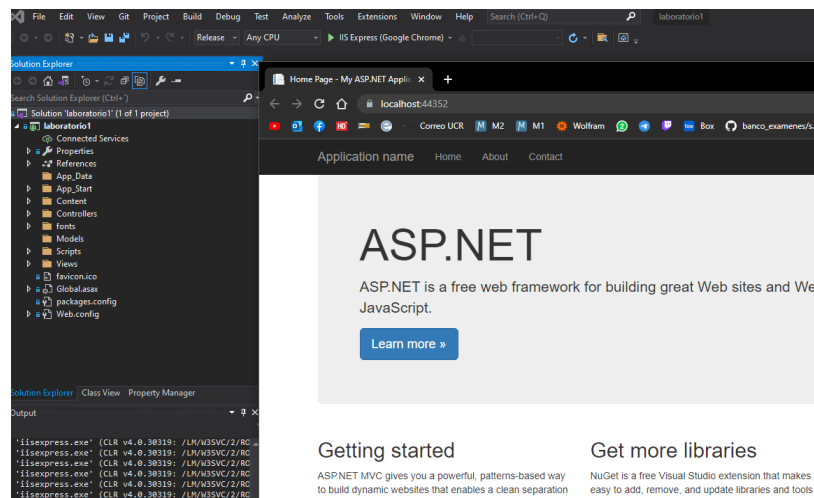 File Edit View Git Project Build Debug Test Analyze Tools Extensions Window Help Search (Ctrl+Q) laboratorio1
Release Any CPU IIS Express (Google Chrome)
Solution Explorer
Search Solution Explorer (Ctrl+´)
Solution 'laboratorio1' (1 of 1 project)
laboratorio1
Connected Services
Properties
References
App_Data
App_Start
Content
Controllers
fonts
Models
Scripts
Views
favicon.ico
Global.asax
packages.config
Web.config
Solution Explorer Class View Property Manager
Output
'iisexpress.exe' (CLR v4.0.30319: /LM/W3SVC/2/RO
'iisexpress.exe' (CLR v4.0.30319: /LM/W3SVC/2/RO
'iisexpress.exe' (CLR v4.0.30319: /LM/W3SVC/2/RO
'iisexpress.exe' (CLR v4.0.30319: /LM/W3SVC/2/RO
'iisexpress.exe' (CLR v4.0.30319: /LM/W3SVC/2/RO
Home Page - My ASP.NET Applic
localhost:44352
HD Correo UCR M2 M1 Wolfram Box banco_examenes/s
Application name Home About Contact
ASP.NET
ASP.NET is a free web framework for building great Web sites and We
JavaScript.
Learn more »
Getting started
ASP.NET MVC gives you a powerful, patterns-based way
to build dynamic websites that enables a clean separation
Get more libraries
NuGet is a free Visual Studio extension that makes
easy to add, remove, and update libraries and tools